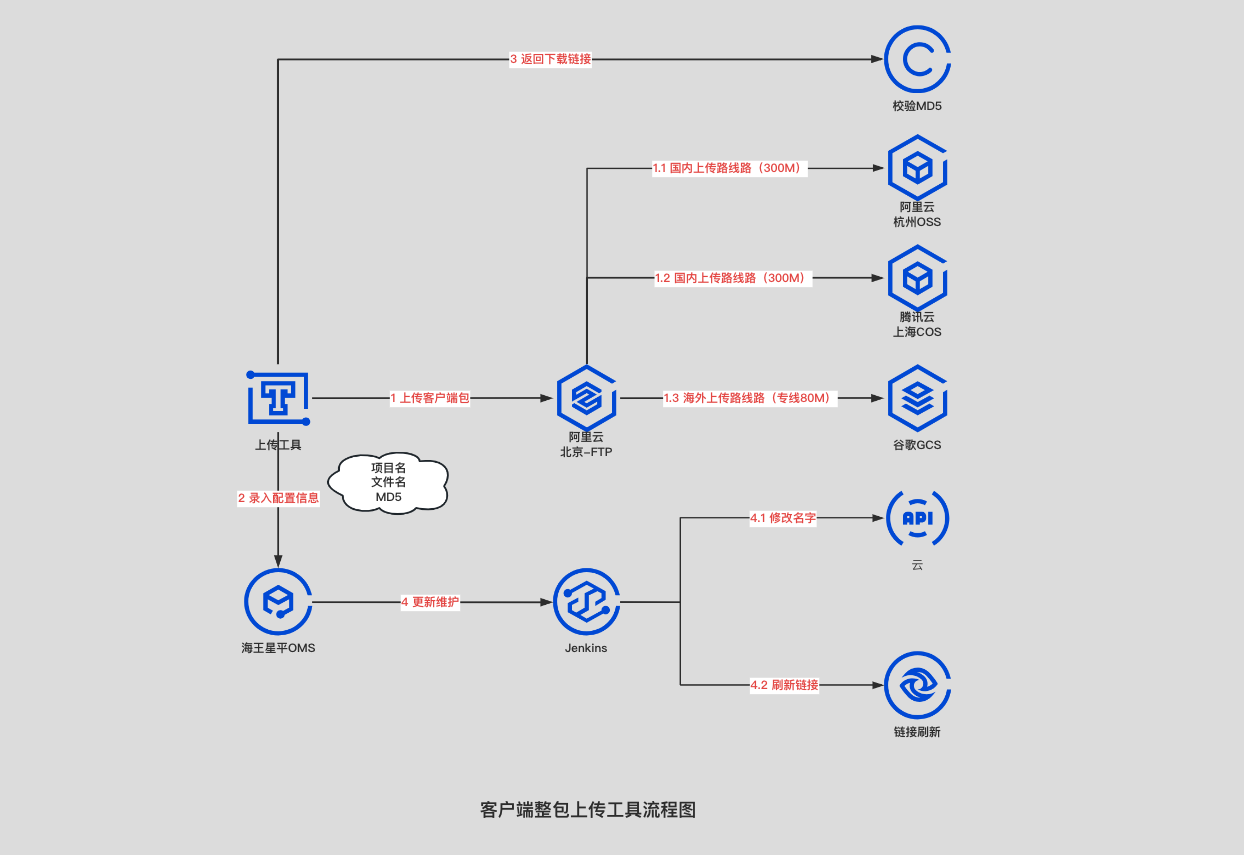 3 返回下载链接
校验MD5
1.1 国内上传路线路（300M）
阿里云
杭州OSS
1.2 国内上传路线路（300M）
腾讯云
上海COS
上传工具
1 上传客户端包
阿里云
北京-FTP
1.3 海外上传路线路（专线80M）
谷歌GCS
项目名
文件名
MD5
2 录入配置信息
4.1 修改名字
API
云
海王星平OMS
4 更新维护
Jenkins
4.2 刷新链接
链接刷新
客户端整包上传工具流程图